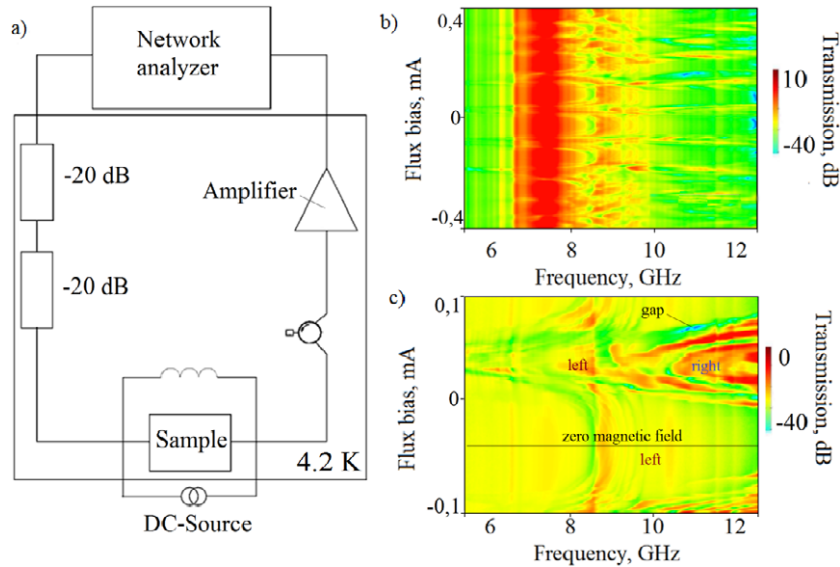 a)
Network
analyzer
-20 dB
Amplifier
-20 dB
Sample
4.2 K
DC-Source
b)
0,4
0
-0,4
Flux bias, mA
6 8 10 12
Frequency, GHz
10
-40
Transmission, dB
c)
0,1
0
-0,1
Flux bias, mA
gap
left
right
zero magnetic field
left
6 8 10 12
Frequency, GHz
0
-40
Transmission, dB